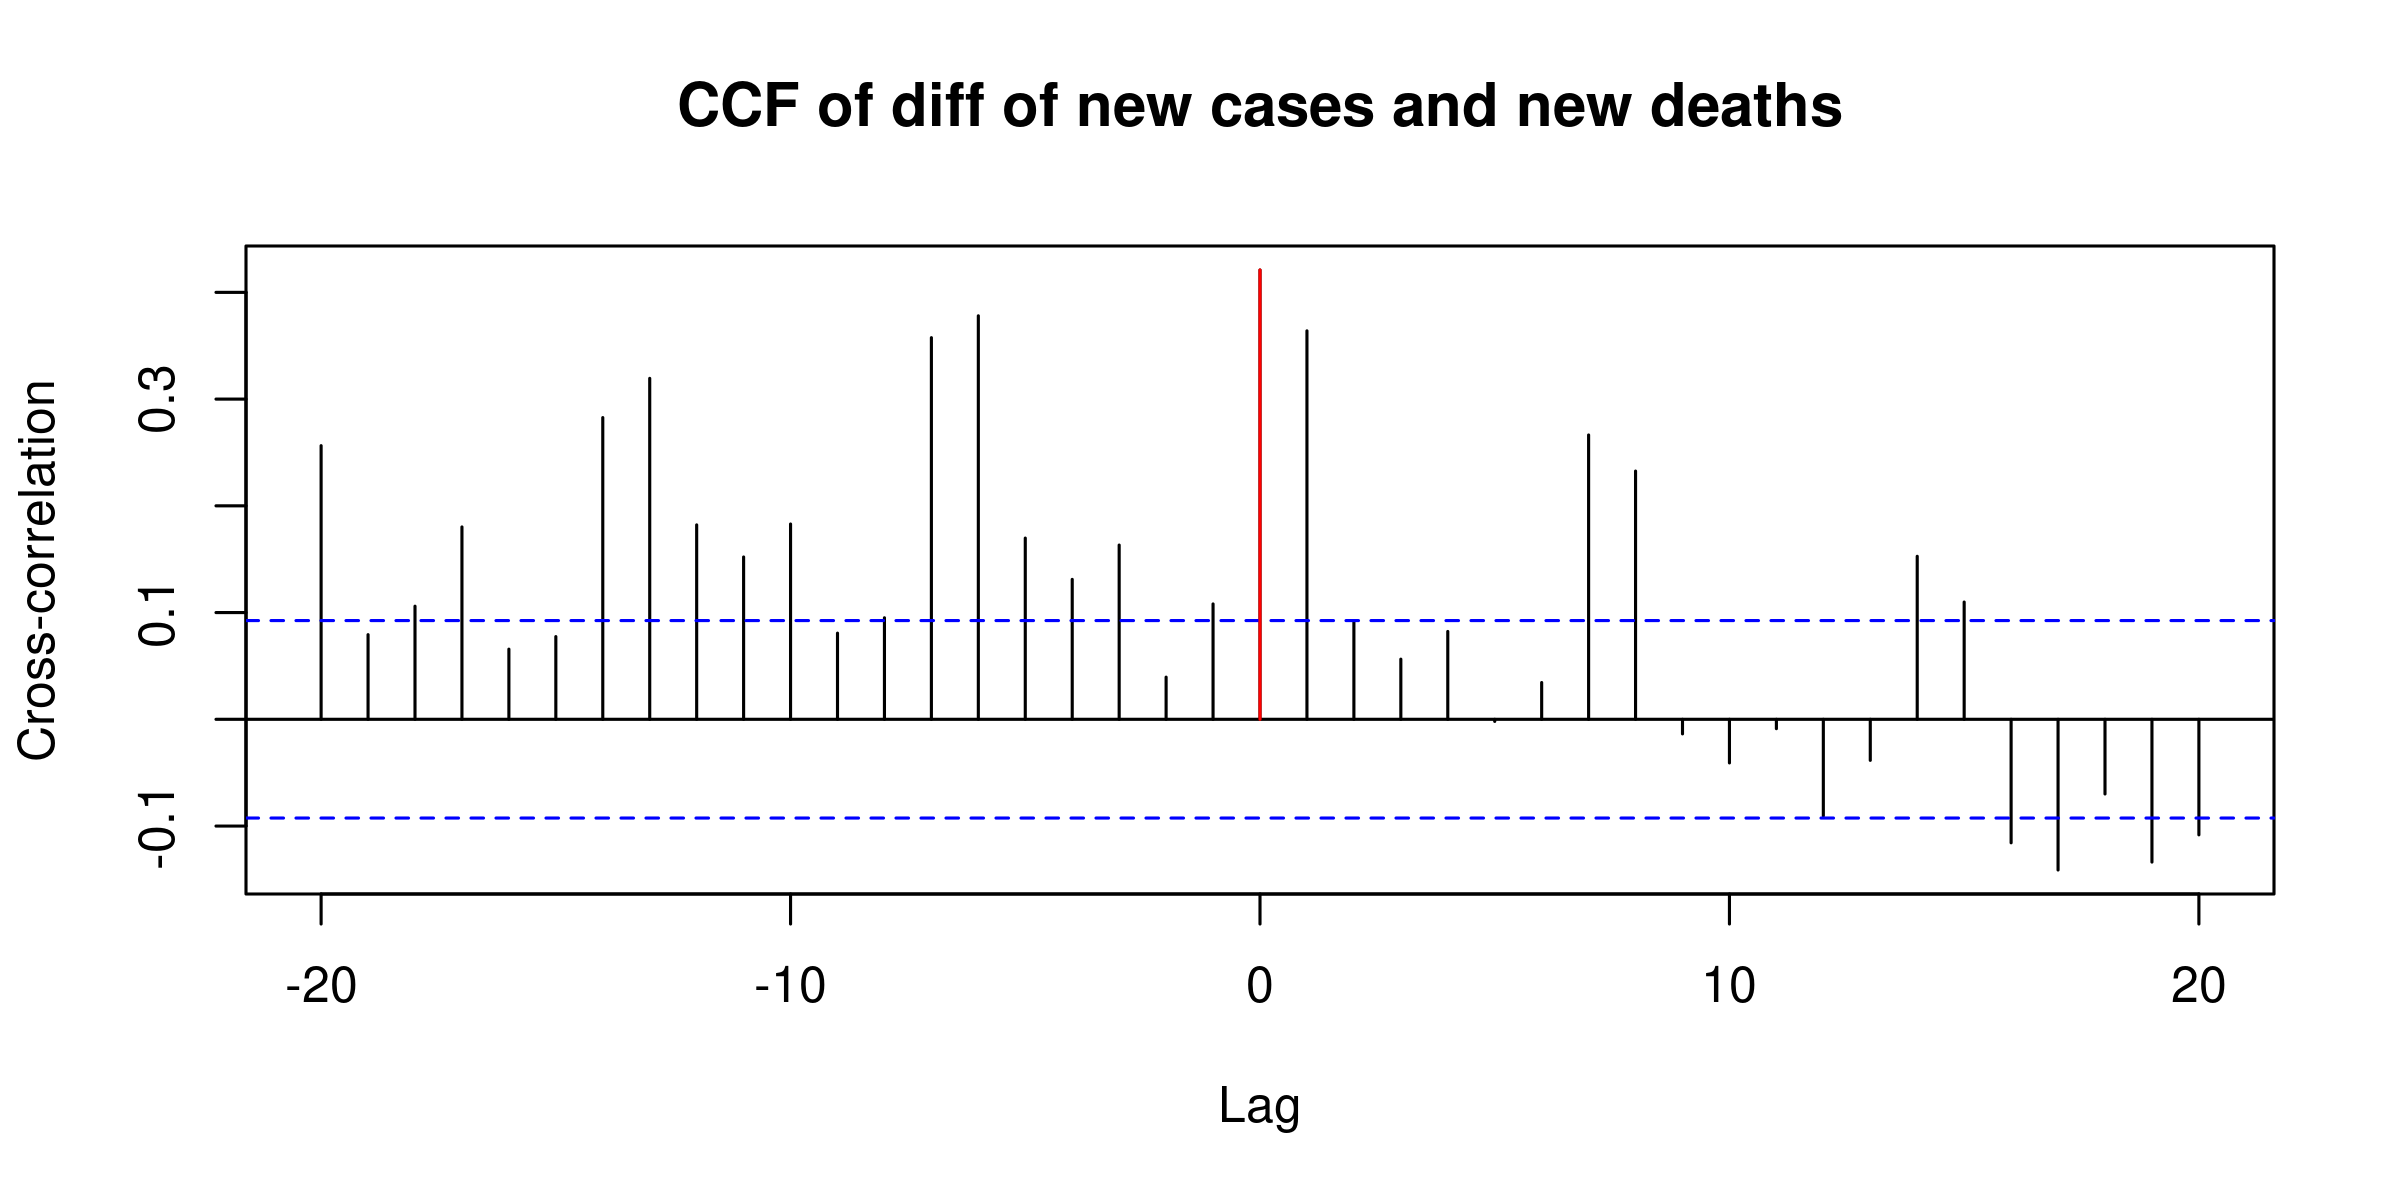 CCF of diff of new cases and new deaths
Cross-correlation
0.3
0.1
-0.1
-20 -10 0 10 20
Lag